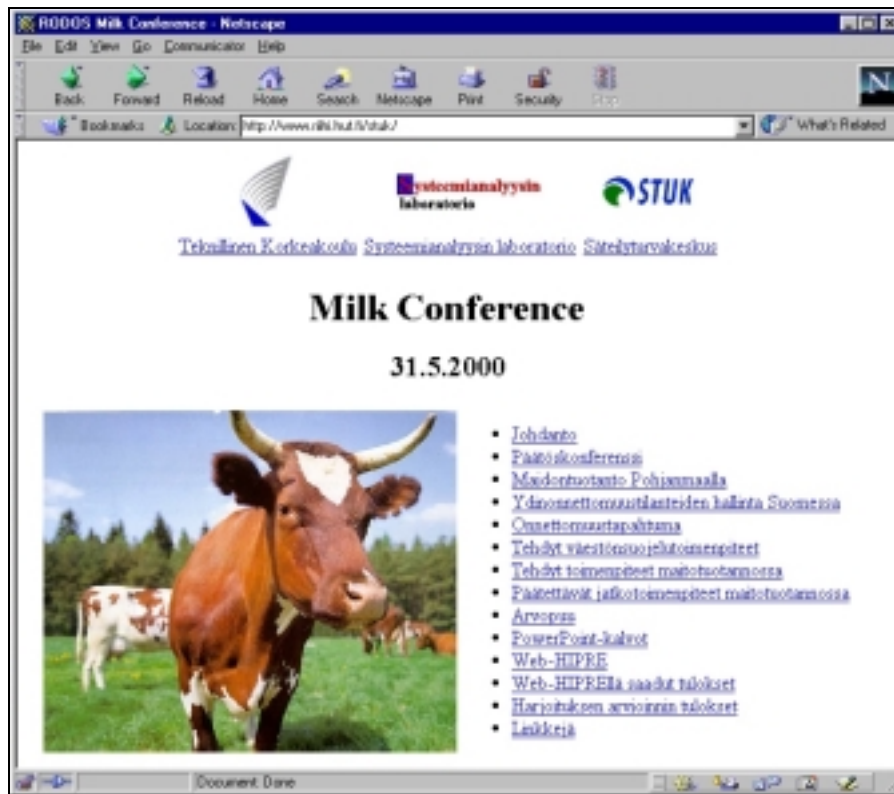 RODOS Milk Conference - Netscape
File Edit View Go Communicator Help
Back Forward Reload Home Search Netscape Print Security Stop
Bookmarks Location: http://www.riihi.hut.fi/stuk/ What's Related
Systeemianalyysin
laboratorio
STUK
Teknillinen Korkeakoulu Systeemianalyysin laboratorio Säteilyturvakeskus
Milk Conference
31.5.2000
• Johdanto
• Päätöskonferenssi
• Maidontuotanto Pohjanmaalla
• Ydinonnettomuustilanteiden hallinta Suomessa
• Onnettomuustapahtuma
• Tehdyt väestönsuojelutoimenpiteet
• Tehdyt toimenpiteet maitotuotannossa
• Päätettävät jatkotoimenpiteet maitotuotannossa
• Arvopuu
• PowerPoint-kalvot
• Web-HIPRE
• Web-HIPREllä saadut tulokset
• Harjoituksen arvioinnin tulokset
• Linkkejä
Document: Done